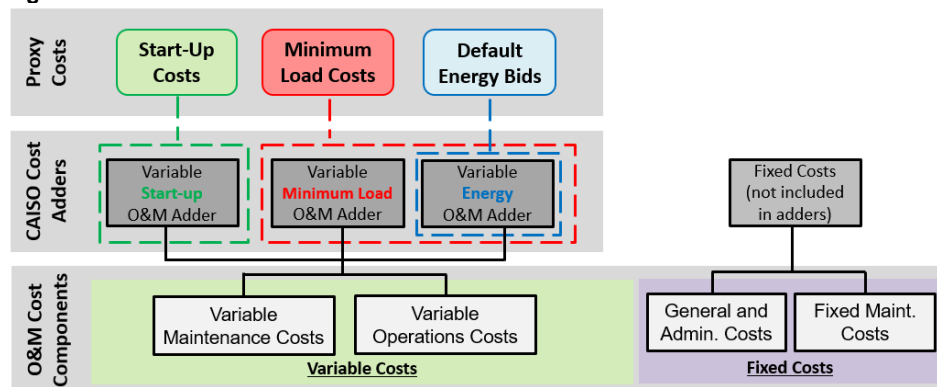 Proxy
Costs
Start-Up
Costs
Minimum
Load Costs
Default
Energy Bids
CAISO Cost
Adders
Variable
Start-up
O&M Adder
Variable
Minimum Load
O&M Adder
Variable
Energy
O&M Adder
Fixed Costs
(not included
in adders)
O&M Cost
Components
Variable
Maintenance Costs
Variable
Operations Costs
Variable Costs
General and
Admin. Costs
Fixed Maint.
Costs
Fixed Costs